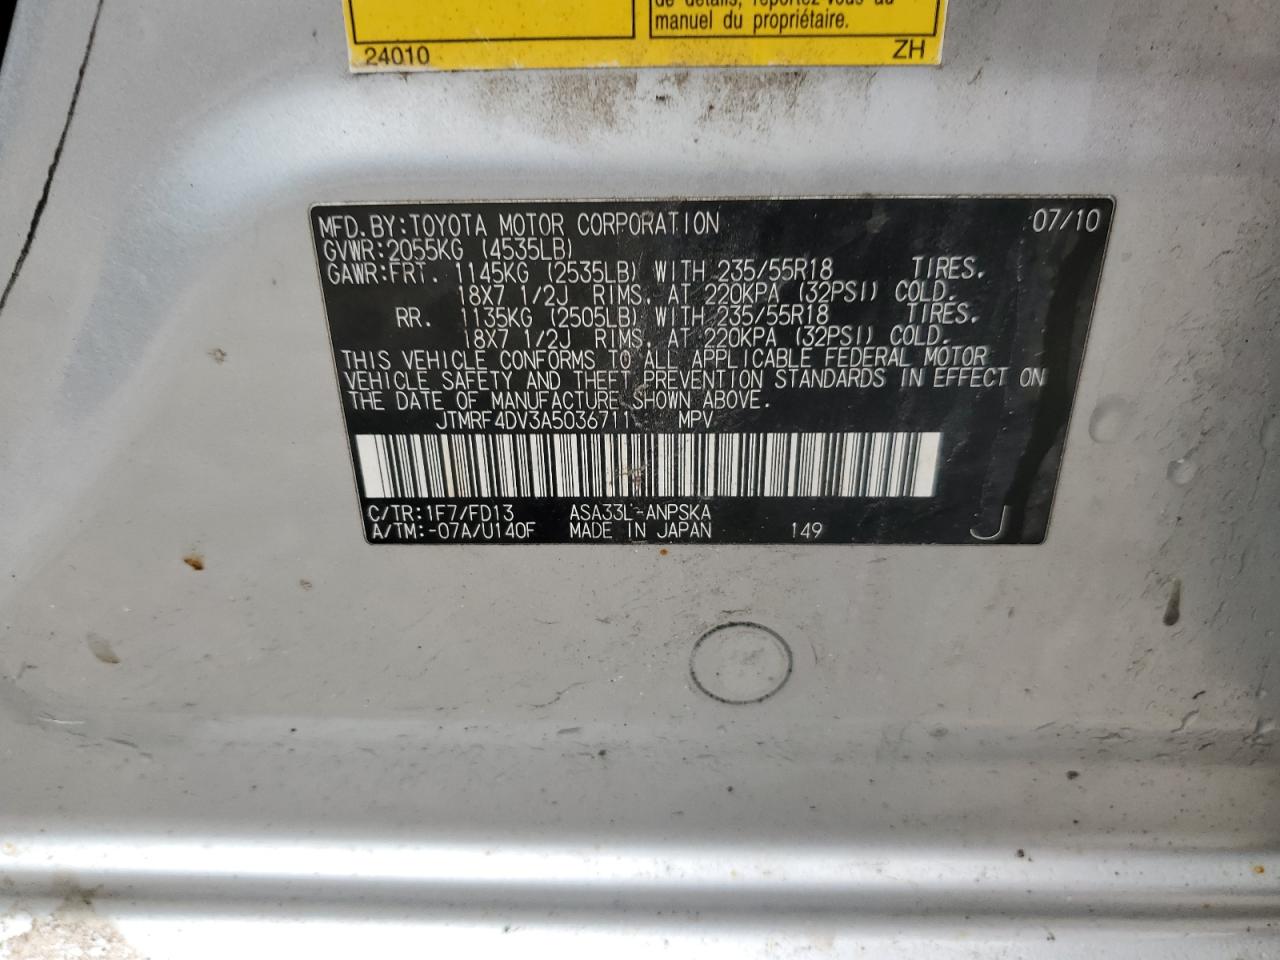 de détails, reportez-vous au
manuel du propriétaire.
24010 ZH
MFD.BY:TOYOTA MOTOR CORPORATION 07/10
GVWR:2055KG (4535LB)
GAWR:FRT. 1145KG (2535LB) WITH 235/55R18 TIRES.
18X7 1/2J RIMS. AT 220KPA (32PSI) COLD.
RR. 1135KG (2505LB) WITH 235/55R18 TIRES.
18X7 1/2J RIMS. AT 220KPA (32PSI) COLD.
THIS VEHICLE CONFORMS TO ALL APPLICABLE FEDERAL MOTOR
VEHICLE SAFETY AND THEFT PREVENTION STANDARDS IN EFFECT ON
THE DATE OF MANUFACTURE SHOWN ABOVE.
JTMRF4DV3A5036711 MPV
C/TR:1F7/FD13 ASA33L-ANPSKA
A/TM:-07A/U140F MADE IN JAPAN 149 J